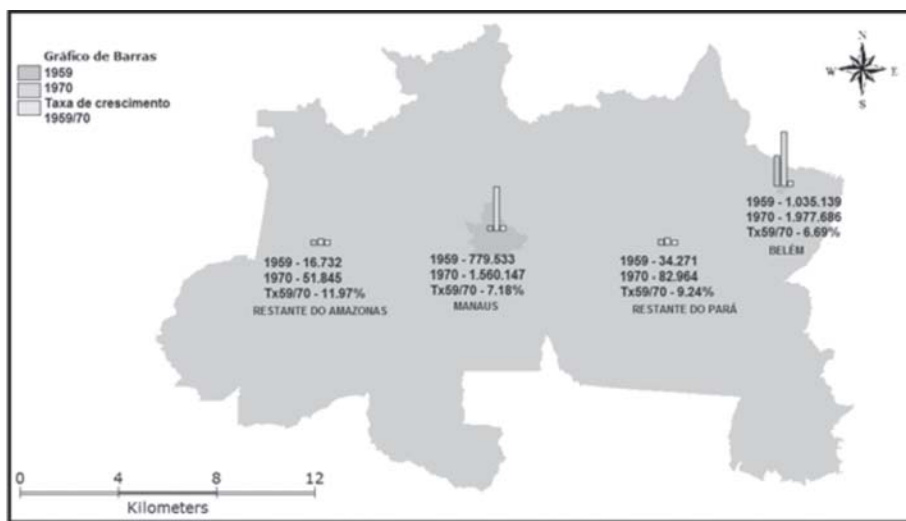 Gráfico de Barras
1959
1970
Taxa de crescimento
1959/70
N
W
E
S
1959 - 1.035.139
1970 - 1.977.686
Tx59/70 - 6.69%
BELÉM
1959 - 16.732
1970 - 51.845
Tx59/70 - 11.97%
RESTANTE DO AMAZONAS
1959 - 779.533
1970 - 1.560.147
Tx59/70 - 7.18%
MANAUS
1959 - 34.271
1970 - 82.964
Tx59/70 - 9.24%
RESTANTE DO PARÁ
0 4 8 12
Kilometers